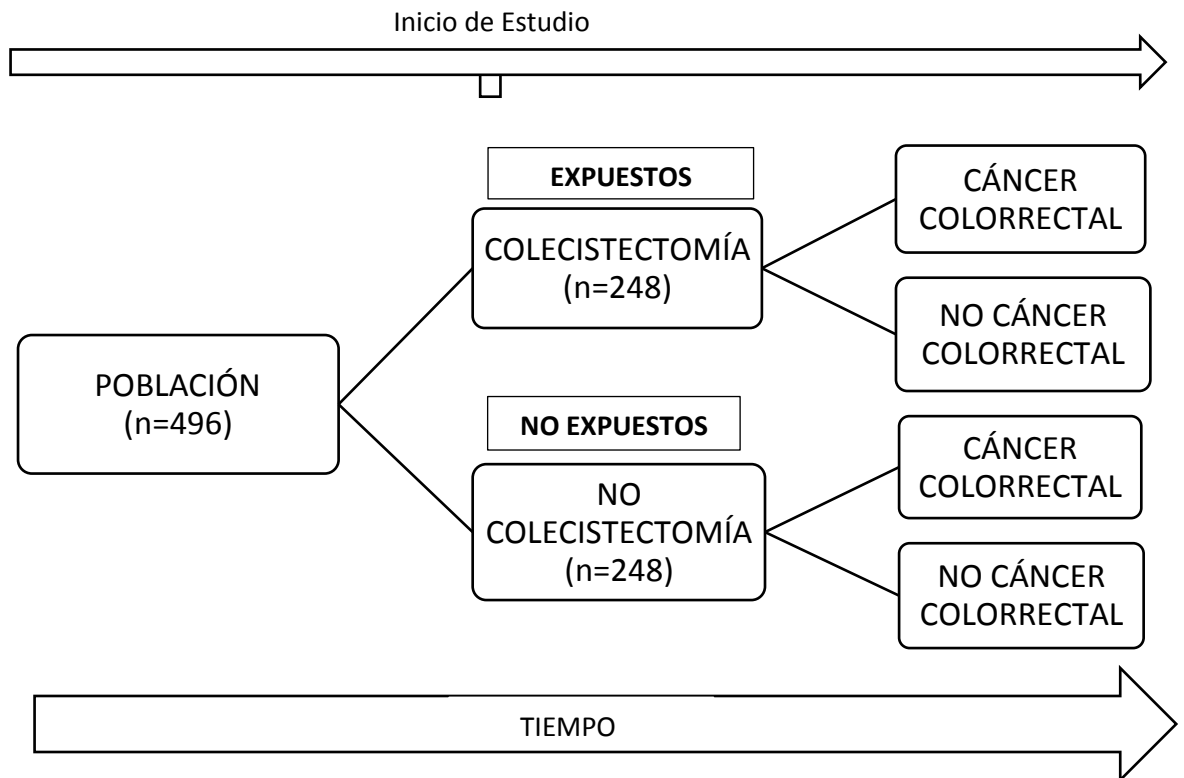 Inicio de Estudio
EXPUESTOS
COLECISTECTOMÍA
(n=248)
CÁNCER
COLORRECTAL
NO CÁNCER
COLORRECTAL
POBLACIÓN
(n=496)
NO EXPUESTOS
NO
COLECISTECTOMÍA
(n=248)
CÁNCER
COLORRECTAL
NO CÁNCER
COLORRECTAL
TIEMPO